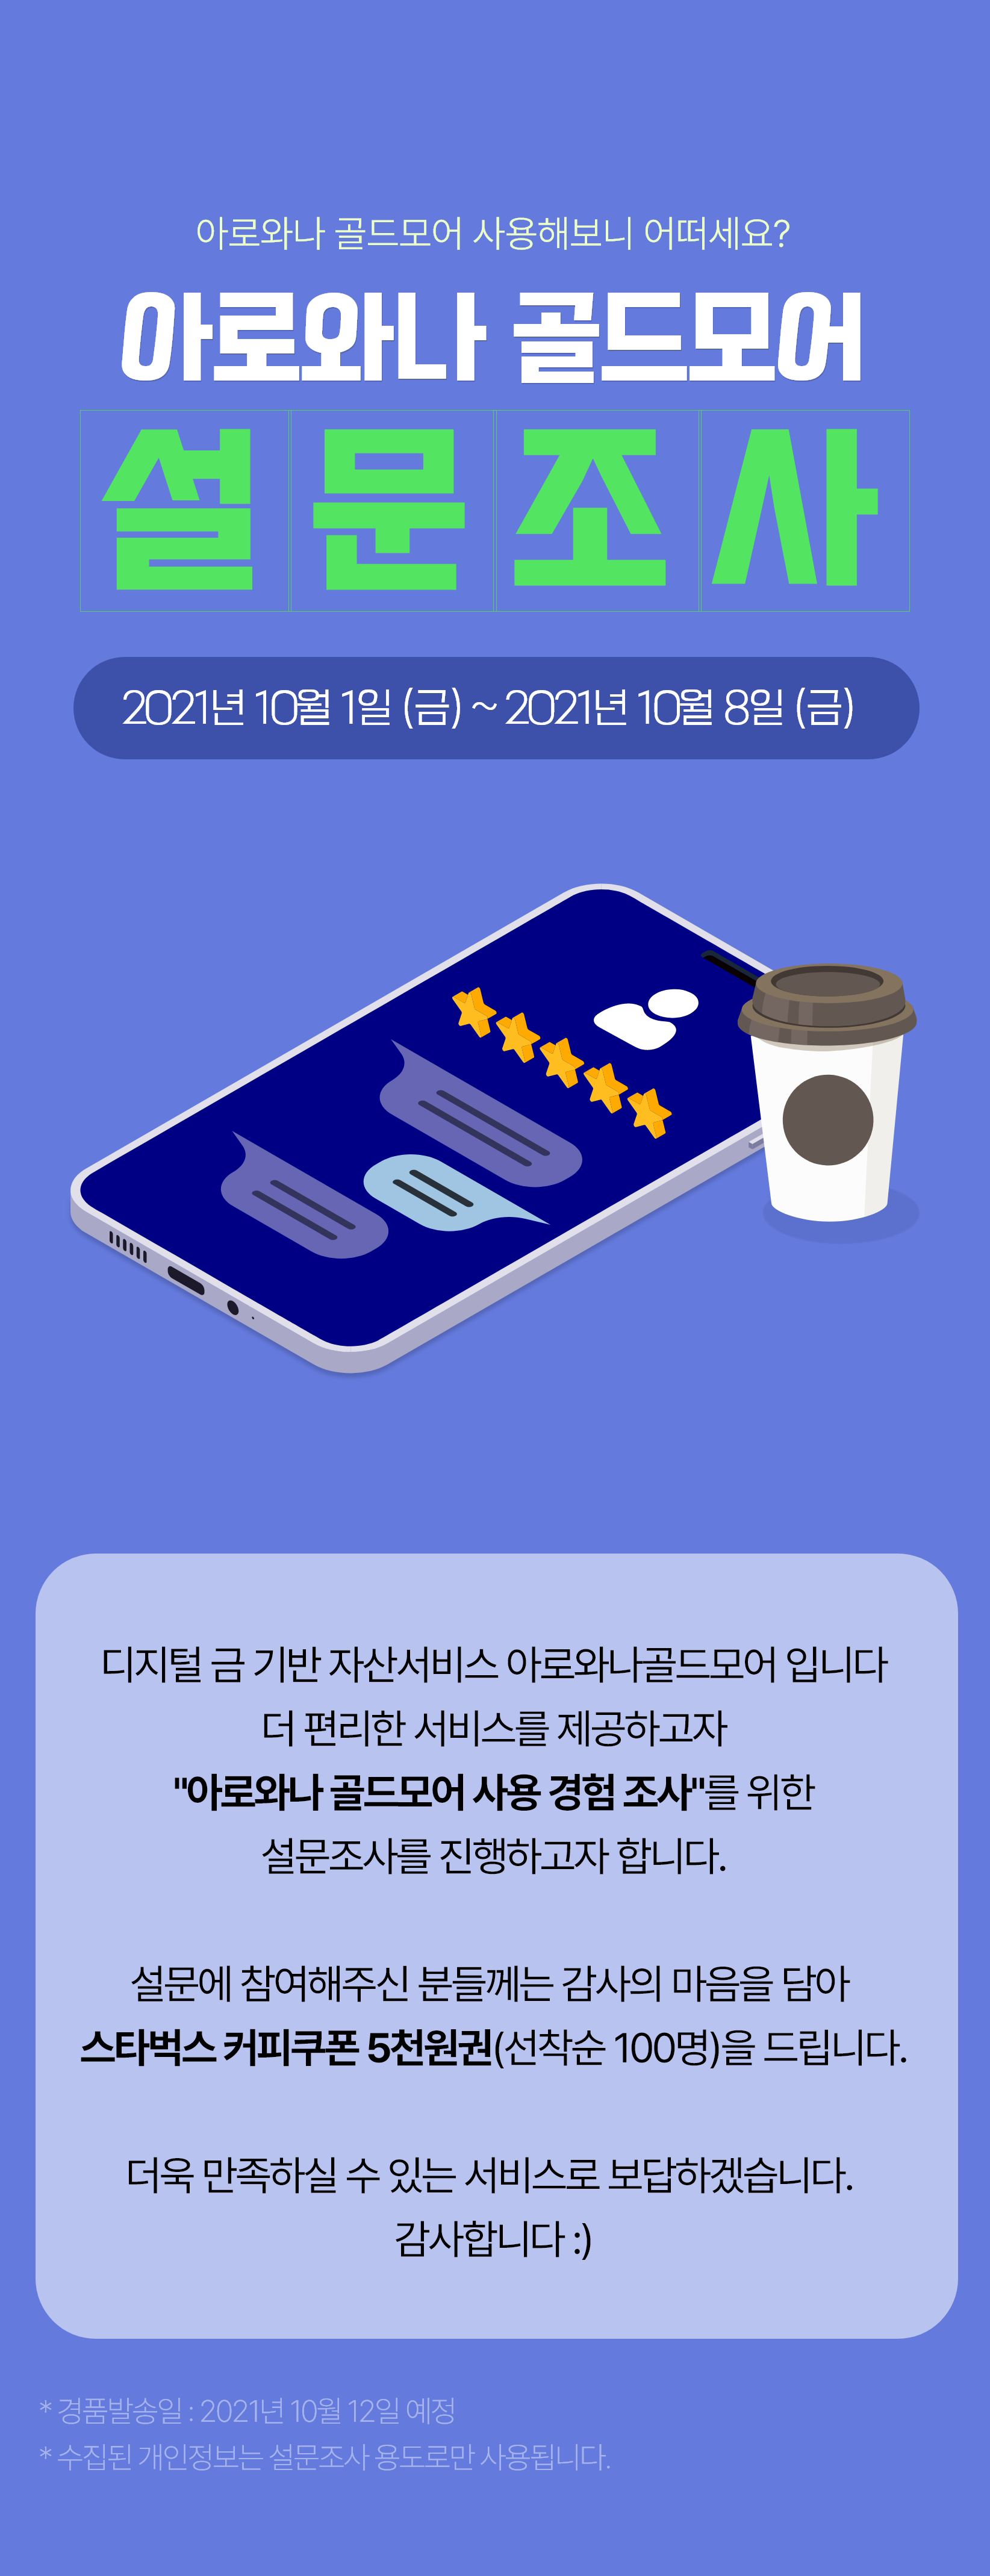 아로와나 골드모어 사용해보니 어떠세요?
아로와나 골드모어
설문조사
2021년 10월 1일 (금) ~ 2021년 10월 8일 (금)
디지털 금 기반 자산서비스 아로와나골드모어 입니다
더 편리한 서비스를 제공하고자
"아로와나 골드모어 사용 경험 조사"를 위한
설문조사를 진행하고자 합니다.
설문에 참여해주신 분들께는 감사의 마음을 담아
스타벅스 커피쿠폰 5천원권(선착순 100명)을 드립니다.
더욱 만족하실 수 있는 서비스로 보답하겠습니다.
감사합니다 :)
* 경품발송일 : 2021년 10월 12일 예정
* 수집된 개인정보는 설문조사 용도로만 사용됩니다.